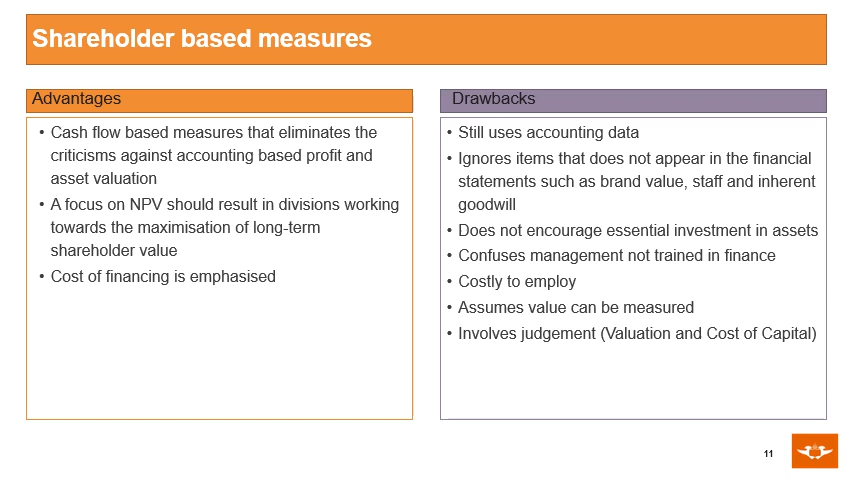 Shareholder based measures
Advantages
• Cash flow based measures that eliminates the
criticisms against accounting based profit and
asset valuation
• A focus on NPV should result in divisions working
towards the maximisation of long-term
shareholder value
• Cost of financing is emphasised
Drawbacks
• Still uses accounting data
• Ignores items that does not appear in the financial
statements such as brand value, staff and inherent
goodwill
• Does not encourage essential investment in assets
• Confuses management not trained in finance
• Costly to employ
• Assumes value can be measured
• Involves judgement (Valuation and Cost of Capital)
11